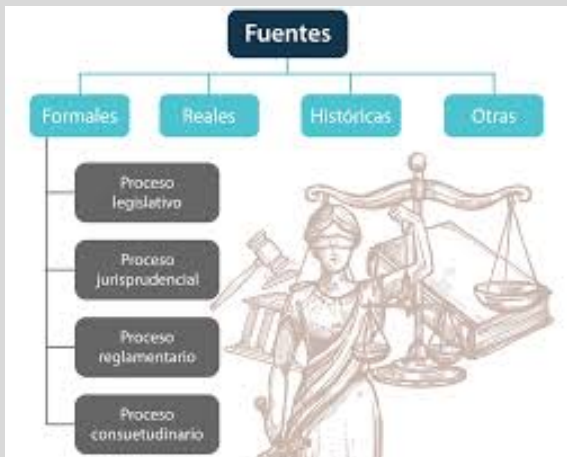 Fuentes
Formales
Reales
Históricas
Otras
Proceso
legislativo
Proceso
jurisprudencial
Proceso
reglamentario
Proceso
consuetudinario